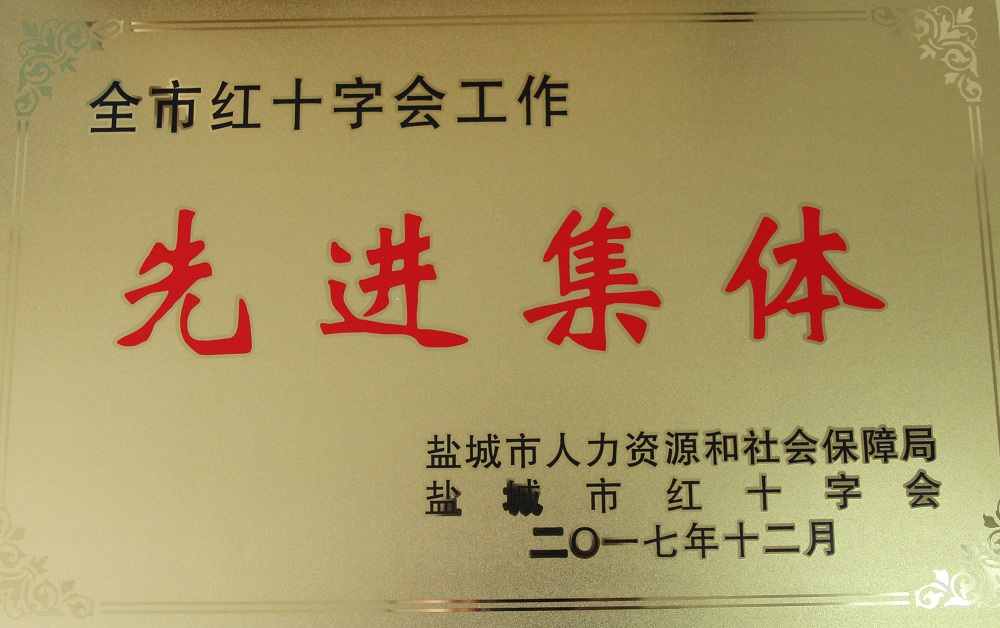 全市红十字会工作
先进集体
盐城市人力资源和社会保障局
盐城市红十字会
二〇一七年十二月